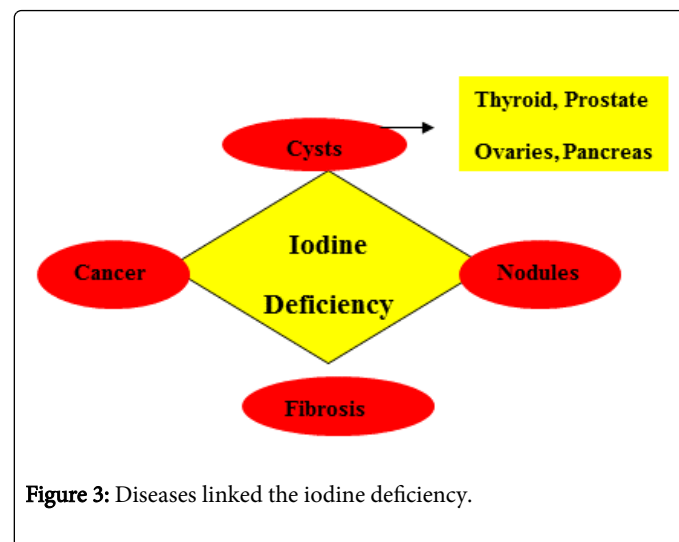 Thyroid, Prostate
Ovaries, Pancreas
Cysts
Iodine
Deficiency
Cancer
Nodules
Fibrosis
Figure 3: Diseases linked the iodine deficiency.